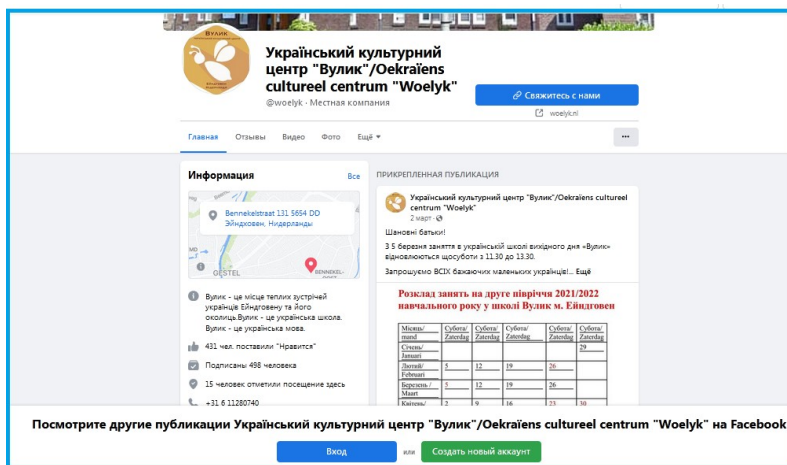 Вулик
Український культурний
центр "Вулик"/Oekraïens
cultureel centrum "Woelyk"
@woelyk · Местная компания
Свяжитесь с нами
woelyk.nl
Главная Отзывы Видео Фото Ещё
Информация Все
Bennekelstraat 131 5654 DD
Эйндховен, Нидерланды
GESTEL
BENNEKEL-
Вулик - це місце теплих зустрічей
українців Ейндговену та його
околиць.Вулик - це українська школа.
Вулик - це українська мова.
431 чел. поставили "Нравится"
Подписаны 498 человека
15 человек отметили посещение здесь
+31 6 11280740
ПРИКРЕПЛЕННАЯ ПУБЛИКАЦИЯ
Український культурний центр "Вулик"/Oekraïens cultureel
centrum "Woelyk"
2 март ·
Шановні батьки!
З 5 березня заняття в українській школі вихідного дня «Вулик»
відновлюються щосуботи з 11.30 до 13.30.
Запрошуємо ВСІХ бажаючих маленьких українців!... Ещё
Розклад занять на друге півріччя 2021/2022
навчального року у школі Вулик м. Ейндговен
Місяць/ Субота/ Субота/ Субота/ Субота/ Субота/
mand Zaterdag Zaterdag Zaterdag Zaterdag Zaterdag
Січень/ 29
Januari
Лютий/ 5 12 19 26
Februari
Березень / 5 12 19 26
Maart
Квітень/ 2 9 16 23 30
Посмотрите другие публикации Український культурний центр "Вулик"/Oekraïens cultureel centrum "Woelyk" на Facebook
Вход или Создать новый аккаунт